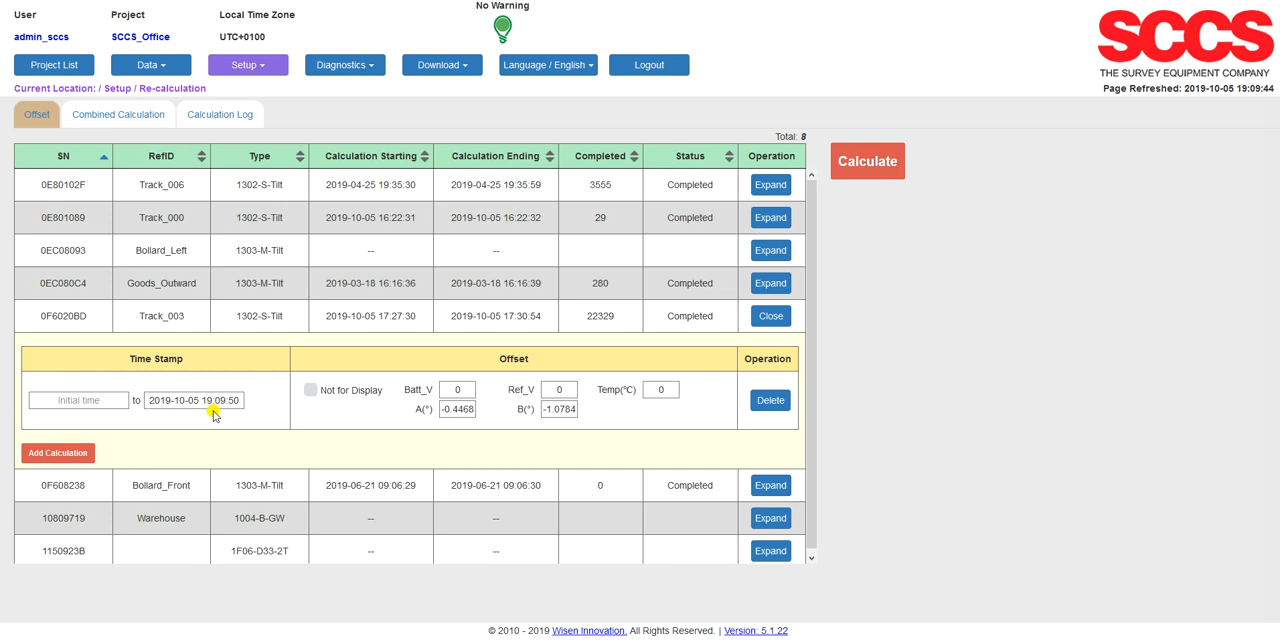 No Warning
User Project Local Time Zone
admin_sccs SCCS_Office UTC+0100
SCCS
THE SURVEY EQUIPMENT COMPANY
Project List Data Setup Diagnostics Download Language / English Logout
Current Location: / Setup / Re-calculation
Page Refreshed: 2019-10-05 19:09:44
Offset Combined Calculation Calculation Log
Total: 8
SN RefID Type Calculation Starting Calculation Ending Completed Status Operation
Calculate
0E80102F Track_006 1302-S-Tilt 2019-04-25 19:35:30 2019-04-25 19:35:59 3555 Completed Expand
0E801089 Track_000 1302-S-Tilt 2019-10-05 16:22:31 2019-10-05 16:22:32 29 Completed Expand
0EC08093 Bollard_Left 1303-M-Tilt -- -- Expand
0EC080C4 Goods_Outward 1303-M-Tilt 2019-03-18 16:16:36 2019-03-18 16:16:39 280 Completed Expand
0F6020BD Track_003 1302-S-Tilt 2019-10-05 17:27:30 2019-10-05 17:30:54 22329 Completed Close
Time Stamp Offset Operation
Initial time to 2019-10-05 19:09:50 Not for Display Batt_V 0 Ref_V 0 Temp(°C) 0 Delete
A(°) -0.4468 B(°) -1.0784
Add Calculation
0F608238 Bollard_Front 1303-M-Tilt 2019-06-21 09:06:29 2019-06-21 09:06:30 0 Completed Expand
10809719 Warehouse 1004-B-GW -- -- Expand
1150923B 1F06-D33-2T -- -- Expand
© 2010 - 2019 Wisen Innovation. All Rights Reserved. | Version: 5.1.22